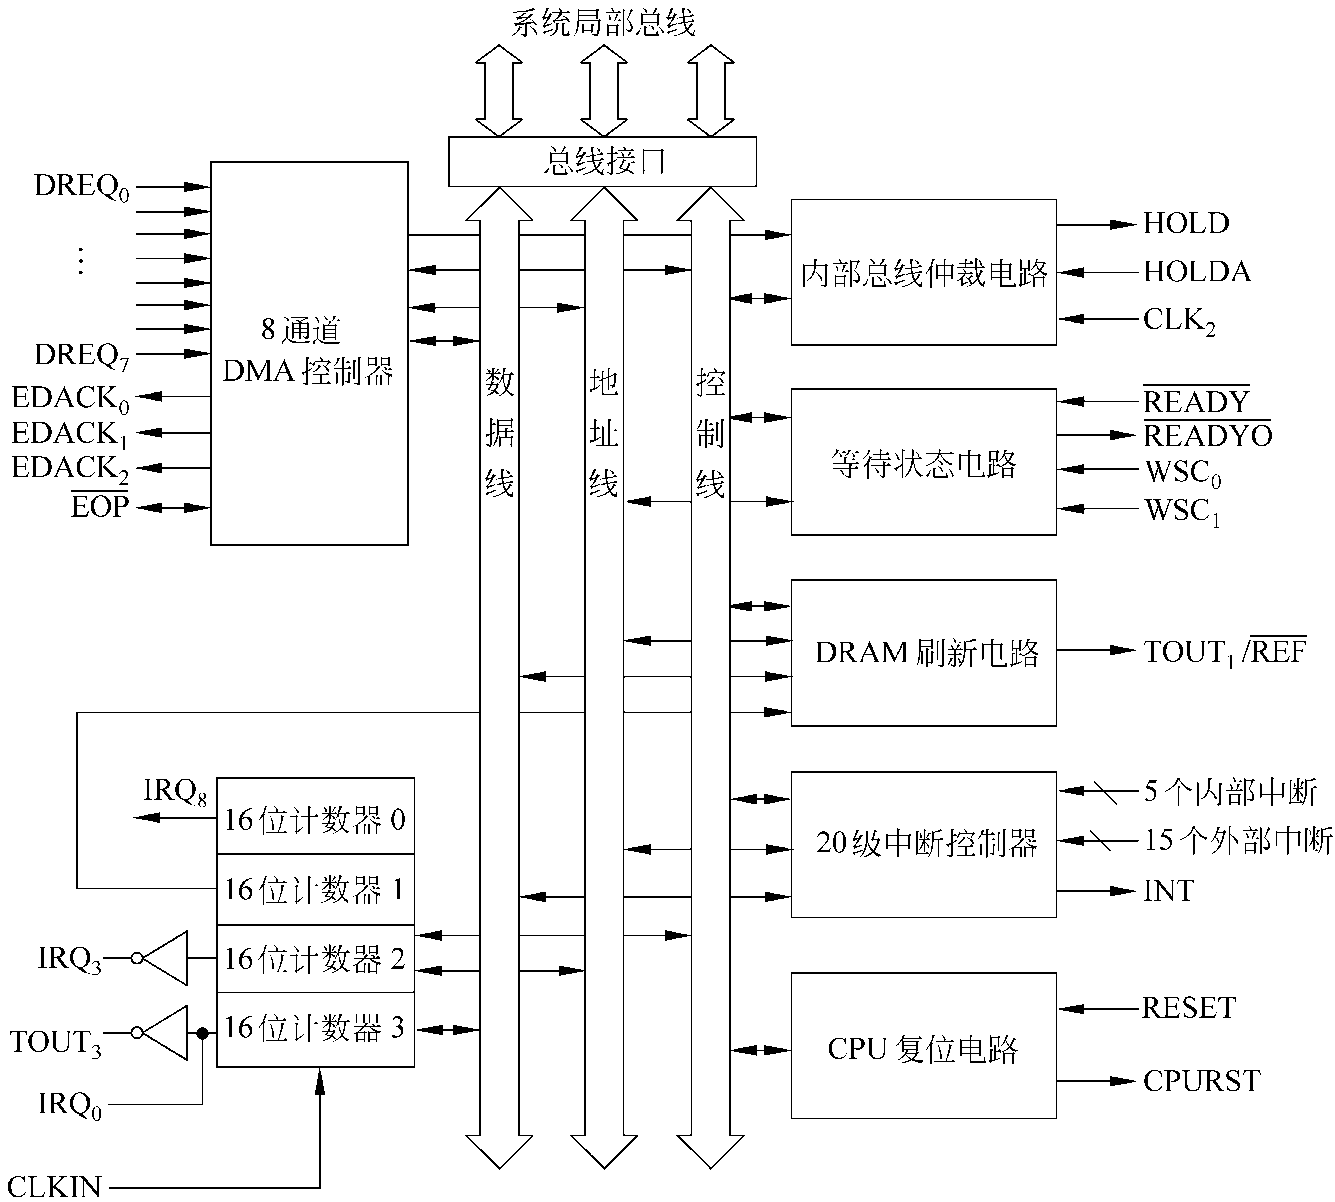 系统局部总线
总线接口
DREQ₀
⋮
DREQ₇
EDACK₀
EDACK₁
EDACK₂
E̅O̅P̅
8通道
DMA控制器
数据线
地址线
控制线
内部总线仲裁电路
HOLD
HOLDA
CLK₂
等待状态电路
R̅E̅A̅D̅Y̅
R̅E̅A̅D̅Y̅O̅
WSC₀
WSC₁
DRAM刷新电路
TOUT₁/R̅E̅F̅
IRQ₈
16位计数器0
16位计数器1
IRQ₃
16位计数器2
TOUT₃
16位计数器3
IRQ₀
CLKIN
20级中断控制器
5个内部中断
15个外部中断
INT
CPU复位电路
RESET
CPURST